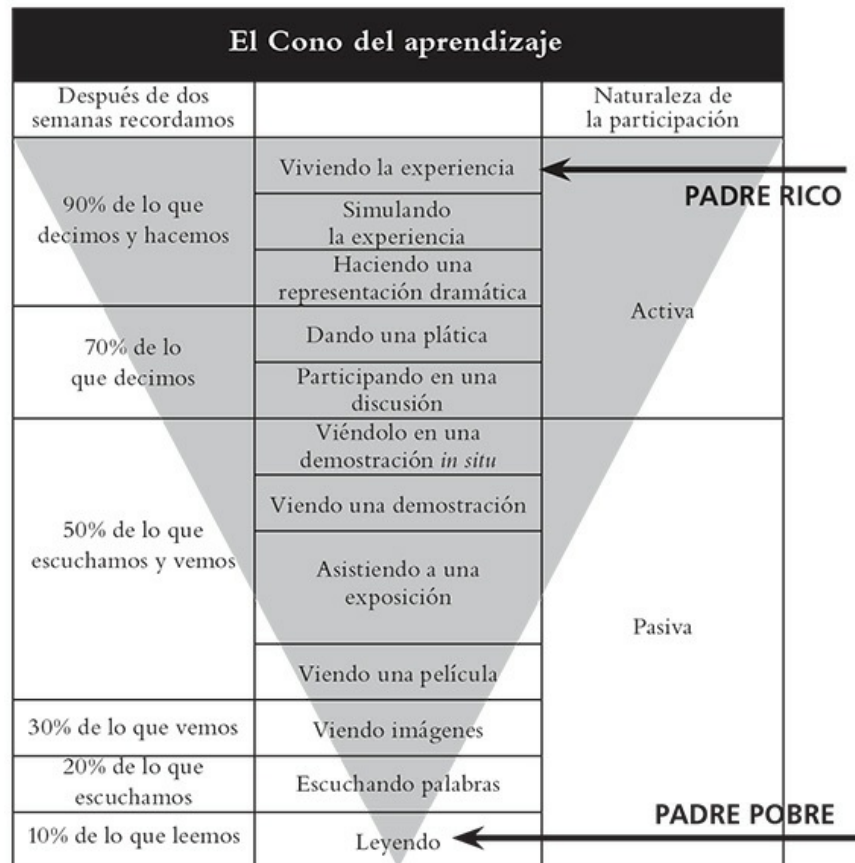 El Cono del aprendizaje
Después de dos
semanas recordamos
Naturaleza de
la participación
90% de lo que
decimos y hacemos
Viviendo la experiencia
PADRE RICO
Simulando
la experiencia
Haciendo una
representación dramática
Activa
70% de lo
que decimos
Dando una plática
Participando en una
discusión
50% de lo que
escuchamos y vemos
Viéndolo en una
demostración in situ
Viendo una demostración
Asistiendo a una
exposición
Viendo una película
Pasiva
30% de lo que vemos
Viendo imágenes
20% de lo que
escuchamos
Escuchando palabras
10% de lo que leemos
Leyendo
PADRE POBRE